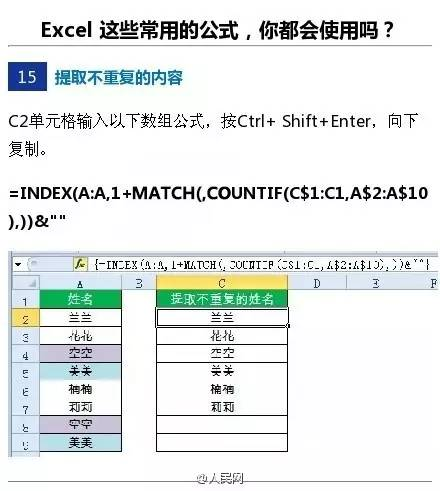 Excel 这些常用的公式，你都会使用吗？
15 提取不重复的内容
C2单元格输入以下数组公式，按Ctrl+ Shift+Enter，向下
复制。
=INDEX(A:A,1+MATCH(,COUNTIF(C$1:C1,A$2:A$10
),))&""
fx {=INDEX(A:A,1+MATCH(,COUNTIF(C$1:C1,A$2:A$10),))&""}
A B C D E F
1 姓名 提取不重复的姓名
2 兰兰 兰兰
3 花花 花花
4 空空 空空
5 美美 美美
6 楠楠 楠楠
7 莉莉 莉莉
8 空空
9 美美
@人民网